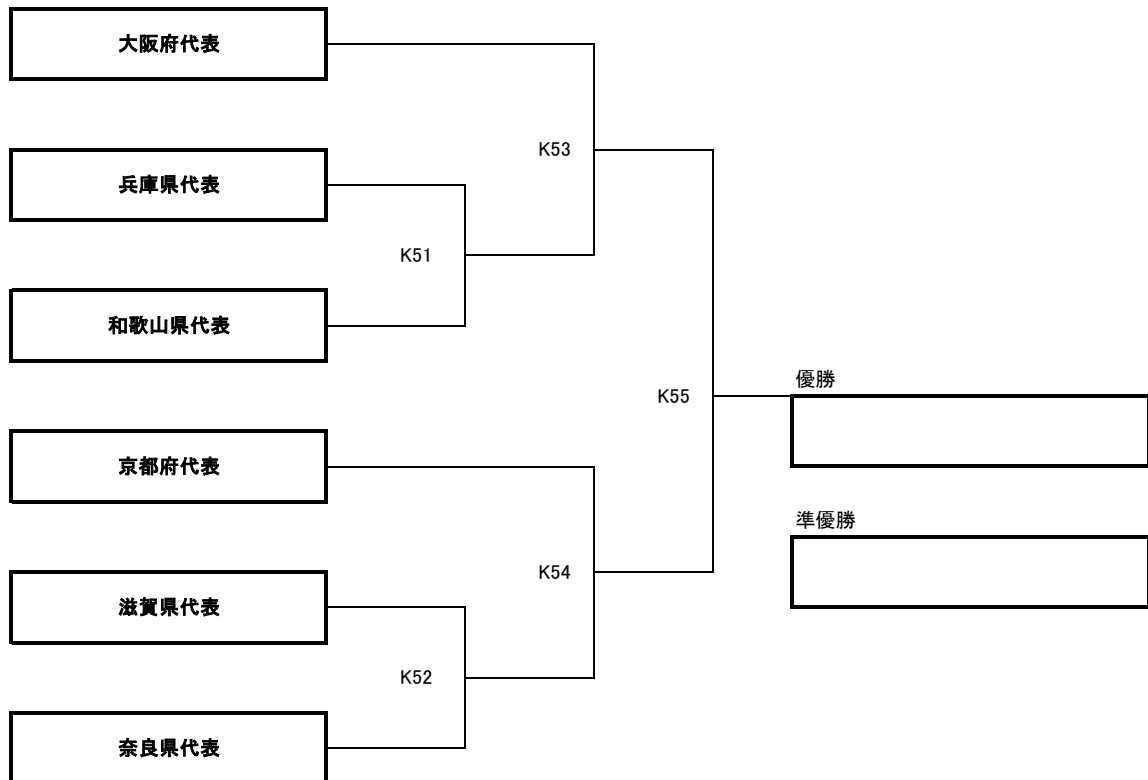 大阪府代表
K53
兵庫県代表
K51
和歌山県代表
優勝
K55
京都府代表
準優勝
K54
滋賀県代表
K52
奈良県代表